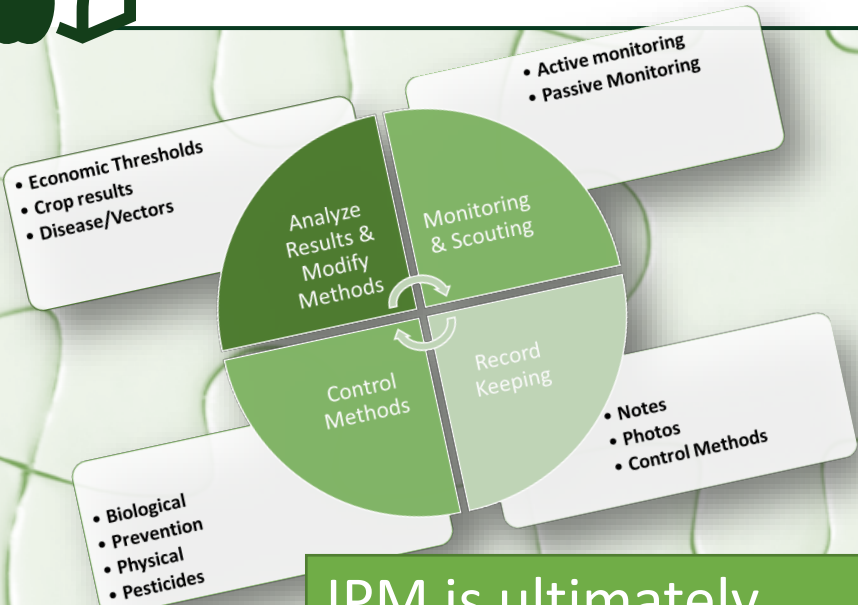 • Active monitoring
• Passive Monitoring
• Economic Thresholds
• Crop results
• Disease/Vectors
Analyze
Results &
Modify
Methods
Monitoring
& Scouting
Control
Methods
Record
Keeping
• Notes
• Photos
• Control Methods
• Biological
• Prevention
• Physical
• Pesticides
IPM is ultimately